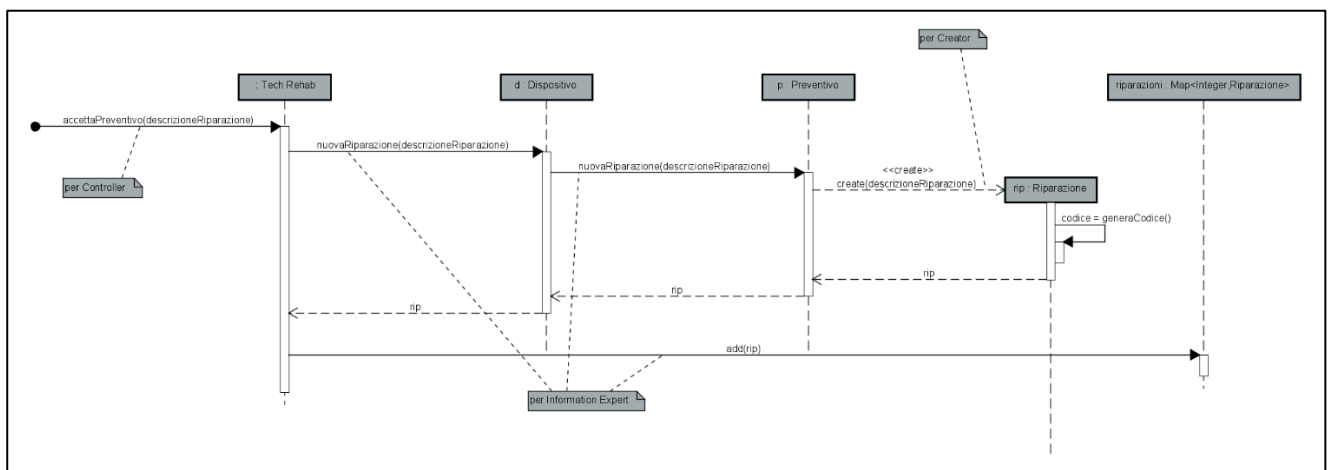 per Creator
: Tech Rehab
d : Dispositivo
p : Preventivo
riparazioni : Map<Integer,Riparazione>
accettaPreventivo(descrizioneRiparazione)
nuovaRiparazione(descrizioneRiparazione)
nuovaRiparazione(descrizioneRiparazione)
<<create>>
create(descrizioneRiparazione)
per Controller
rip : Riparazione
codice = generaCodice()
rip
rip
rip
add(rip)
per Information Expert